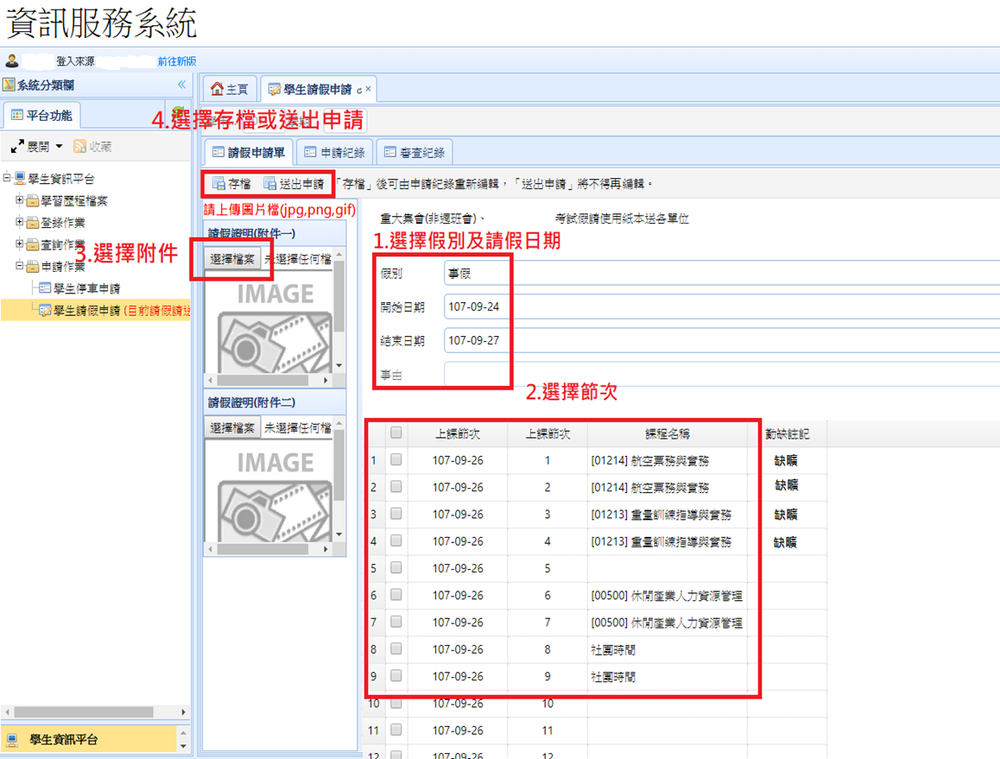 資訊服務系統
登入來源 前往新版
系統分類欄
主頁 學生請假申請
平台功能
4.選擇存檔或送出申請
展開 收藏
請假申請單 申請紀錄 審查紀錄
學生資訊平台
存檔 送出申請 「存檔」後可由申請紀錄重新編輯，「送出申請」將不得再編輯。
學習歷程檔案
登錄作業
查詢作業
申請作業
學生停車申請
學生請假申請 (目前請假請送
3.選擇附件
請上傳圖片檔(jpg,png,gif)
請假證明(附件一)
選擇檔案 未選擇任何檔
IMAGE
請假證明(附件二)
選擇檔案 未選擇任何檔
IMAGE
重大集會(非週班會)、 考試假請使用紙本送各單位
1.選擇假別及請假日期
假別 事假
開始日期 107-09-24
結束日期 107-09-27
事由
2.選擇節次
上課節次 上課節次 課程名稱 勤缺註記
1 107-09-26 1 [01214] 航空票務與實務 缺曠
2 107-09-26 2 [01214] 航空票務與實務 缺曠
3 107-09-26 3 [01213] 重量訓練指導與實務 缺曠
4 107-09-26 4 [01213] 重量訓練指導與實務 缺曠
5 107-09-26 5
6 107-09-26 6 [00500] 休閒產業人力資源管理
7 107-09-26 7 [00500] 休閒產業人力資源管理
8 107-09-26 8 社團時間
9 107-09-26 9 社團時間
10 107-09-26 10
11 107-09-26 11
12 107-09-26 12
學生資訊平台